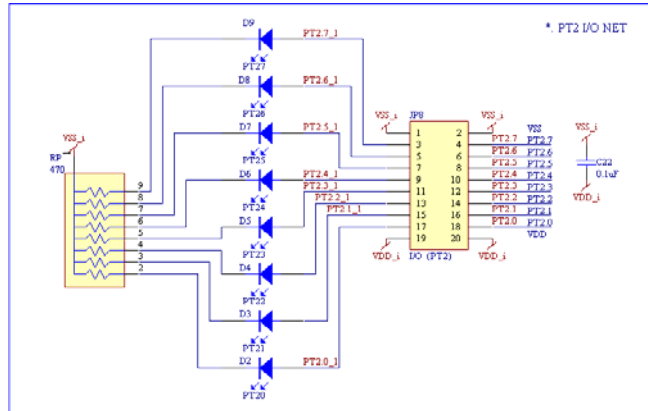 *. PT2 I/O NET
D9
PT2.7_1
PT27
D8
PT2.6_1
PT26
D7
PT2.5_1
PT25
D6
PT2.4_1
PT24
PT2.3_1
D5
PT2.2_1
PT23
PT2.1_1
D4
PT22
D3
PT21
D2
PT2.0_1
PT20
VSS_i
RP
470
9
8
7
6
5
4
3
2
JP8
VSS_i
VSS_i
1 2
3 4
5 6
7 8
9 10
11 12
13 14
15 16
17 18
19 20
VDD_i
I/O (PT2)
VDD_i
VSS
PT2.7 PT2.7
PT2.6 PT2.6
PT2.5 PT2.5
PT2.4 PT2.4
PT2.3 PT2.3
PT2.2 PT2.2
PT2.1 PT2.1
PT2.0 PT2.0
VDD
VSS_i
C22
0.1uF
VDD_i